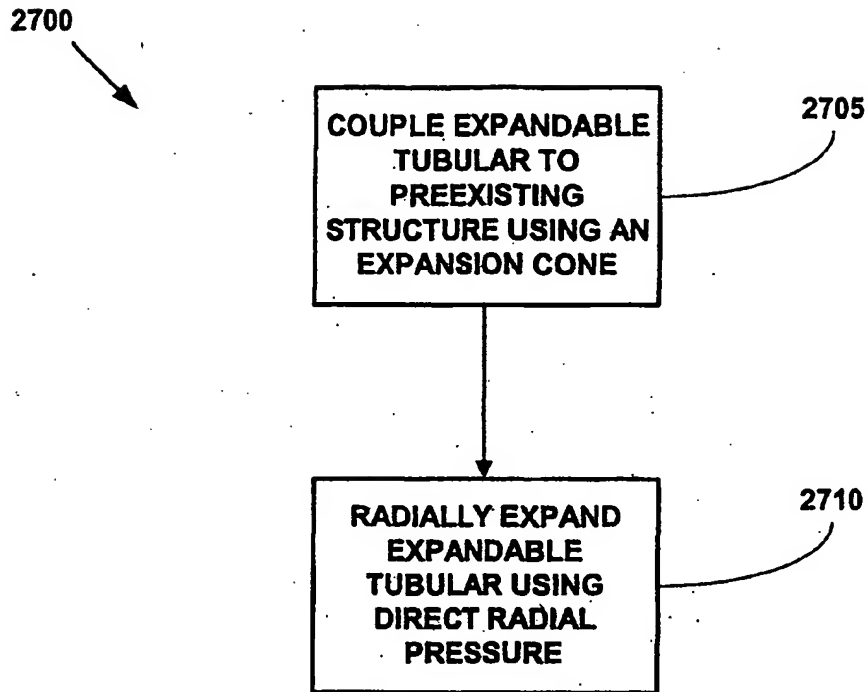 2700
COUPLE EXPANDABLE
TUBULAR TO
PREEXISTING
STRUCTURE USING AN
EXPANSION CONE
2705
RADIALLY EXPAND
EXPANDABLE
TUBULAR USING
DIRECT RADIAL
PRESSURE
2710